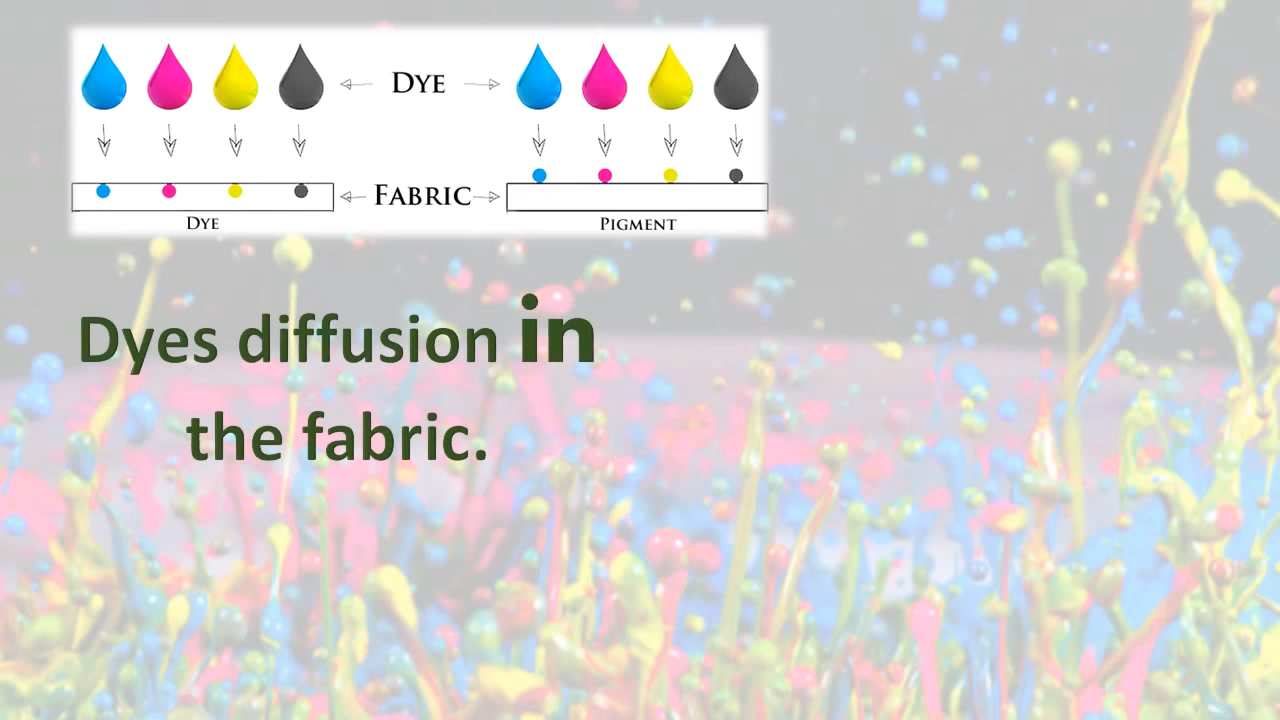 Dye
Fabric
Dye
Pigment
Dyes diffusion in
the fabric.